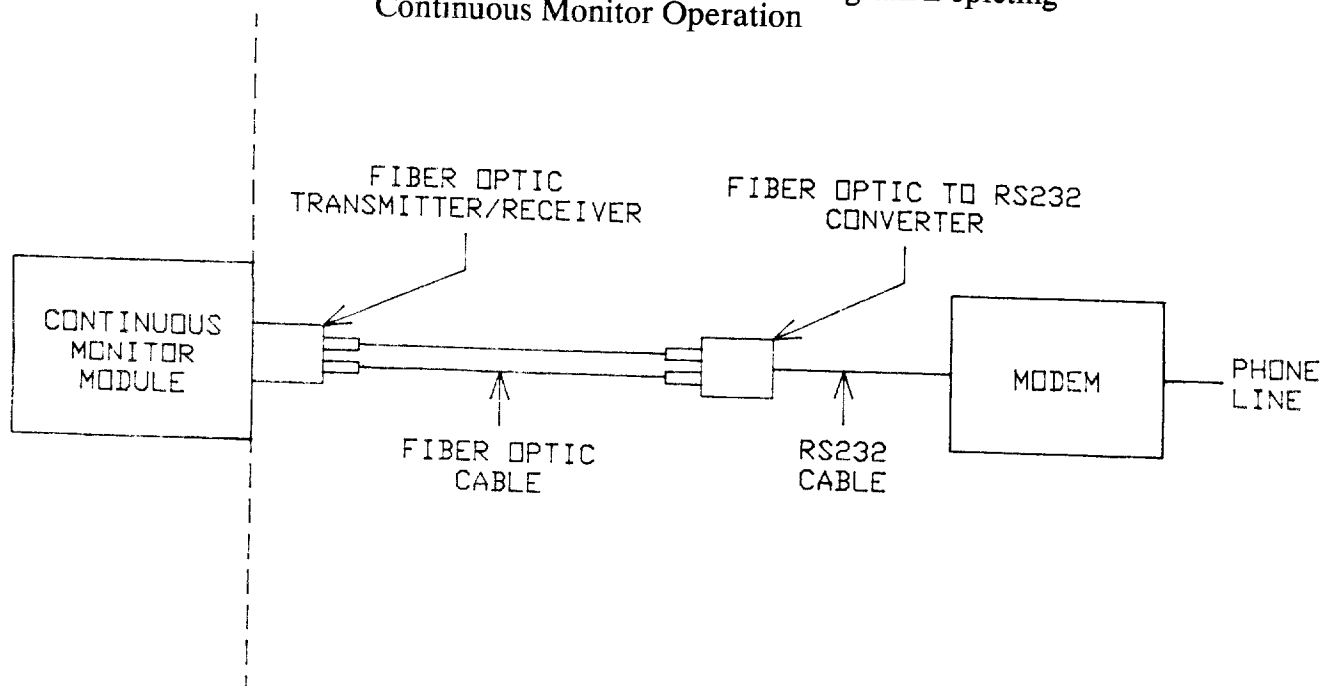 Continuous Monitor Operation
FIBER OPTIC
TRANSMITTER/RECEIVER
FIBER OPTIC TO RS232
CONVERTER
CONTINUOUS
MONITOR
MODULE
MODEM
PHONE
LINE
FIBER OPTIC
CABLE
RS232
CABLE